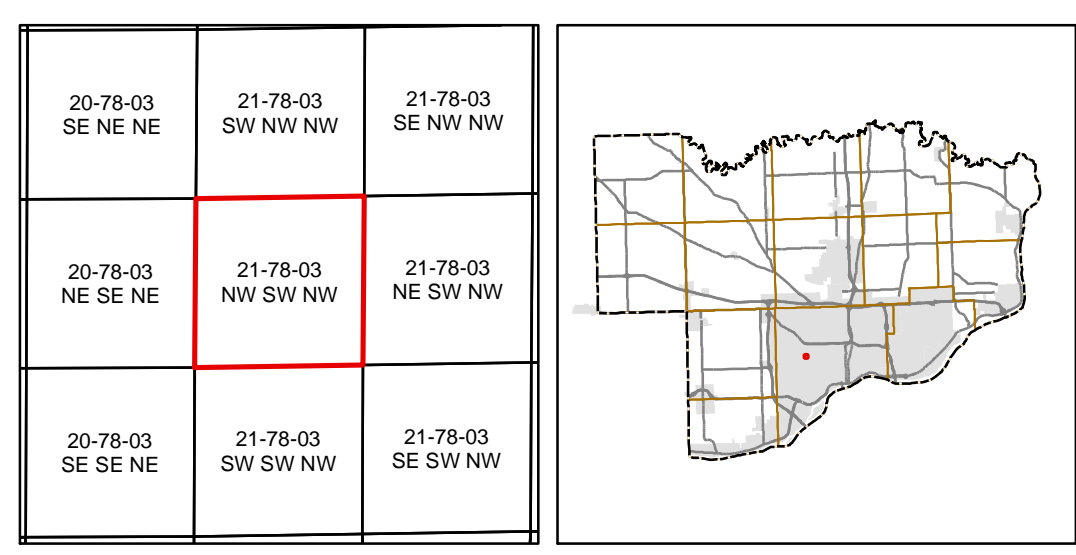 20-78-03
SE NE NE
21-78-03
SW NW NW
21-78-03
SE NW NW
20-78-03
NE SE NE
21-78-03
NW SW NW
21-78-03
NE SW NW
20-78-03
SE SE NE
21-78-03
SW SW NW
21-78-03
SE SW NW